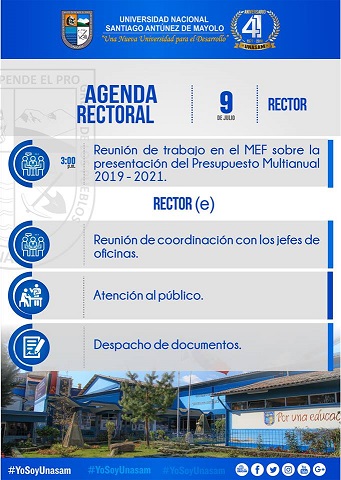 UNIVERSIDAD NACIONAL
SANTIAGO ANTÚNEZ DE MAYOLO
"Una Nueva Universidad para el Desarrollo"
ANIVERSARIO
41
UNASAM
AGENDA
RECTORAL
9
DE JULIO
RECTOR
3:00
p.m.
Reunión de trabajo en el MEF sobre la
presentación del Presupuesto Multianual
2019 - 2021.
RECTOR (e)
Reunión de coordinación con los jefes de
oficinas.
Atención al público.
Despacho de documentos.
Por una educac
#YoSoyUnasam
#YoSoyUnasam
#YoSoyUnasam